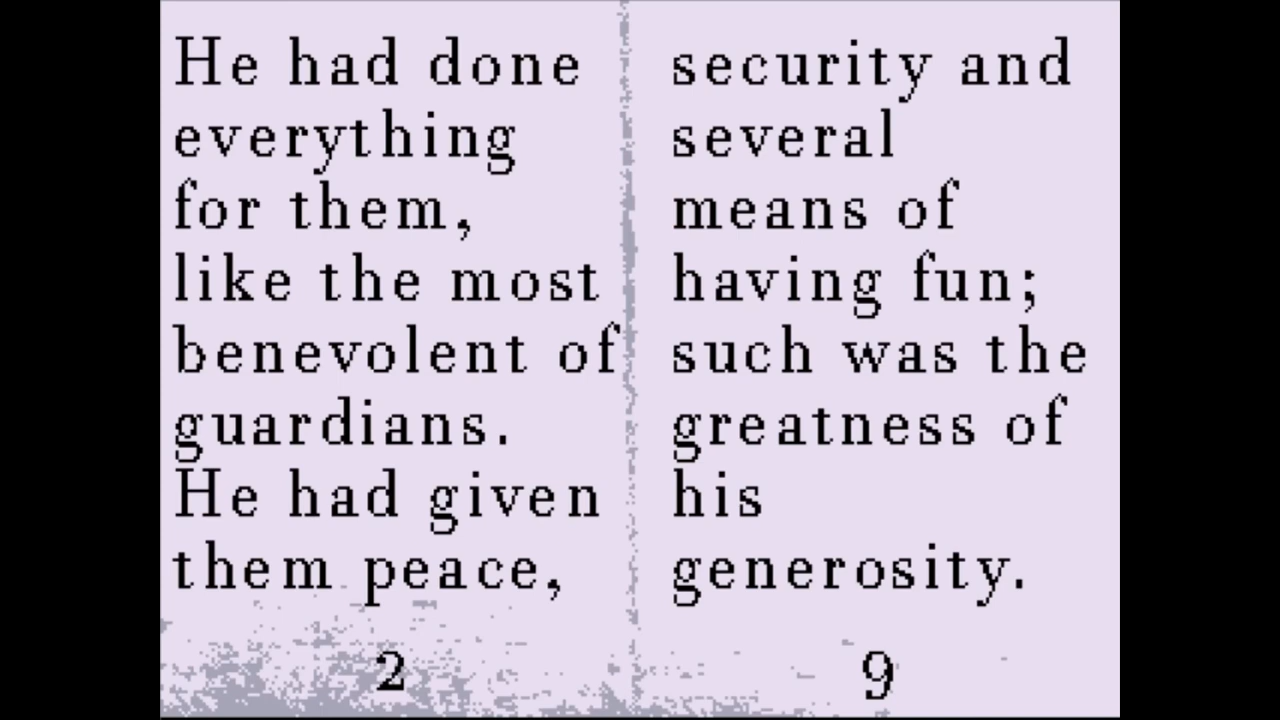 He had done
everything
for them,
like the most
benevolent of
guardians.
He had given
them peace,
2
security and
several
means of
having fun;
such was the
greatness of
his
generosity.
9